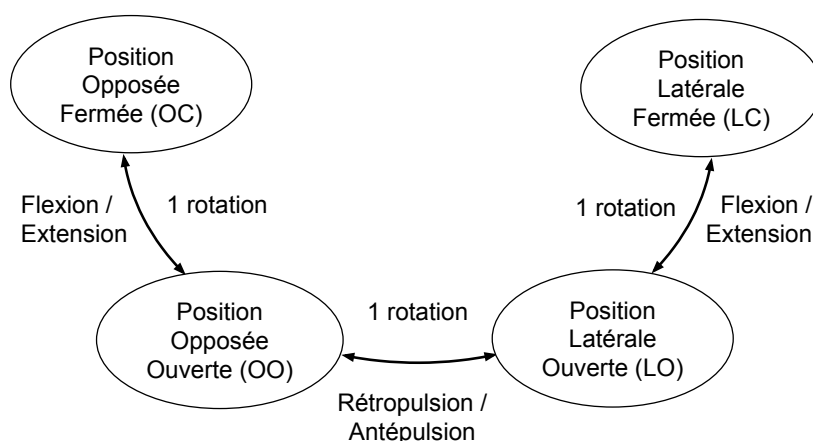 Position
Opposée
Fermée (OC)
Position
Latérale
Fermée (LC)
Flexion /
Extension
1 rotation
1 rotation
Flexion /
Extension
Position
Opposée
Ouverte (OO)
1 rotation
Position
Latérale
Ouverte (LO)
Rétropulsion /
Antépulsion